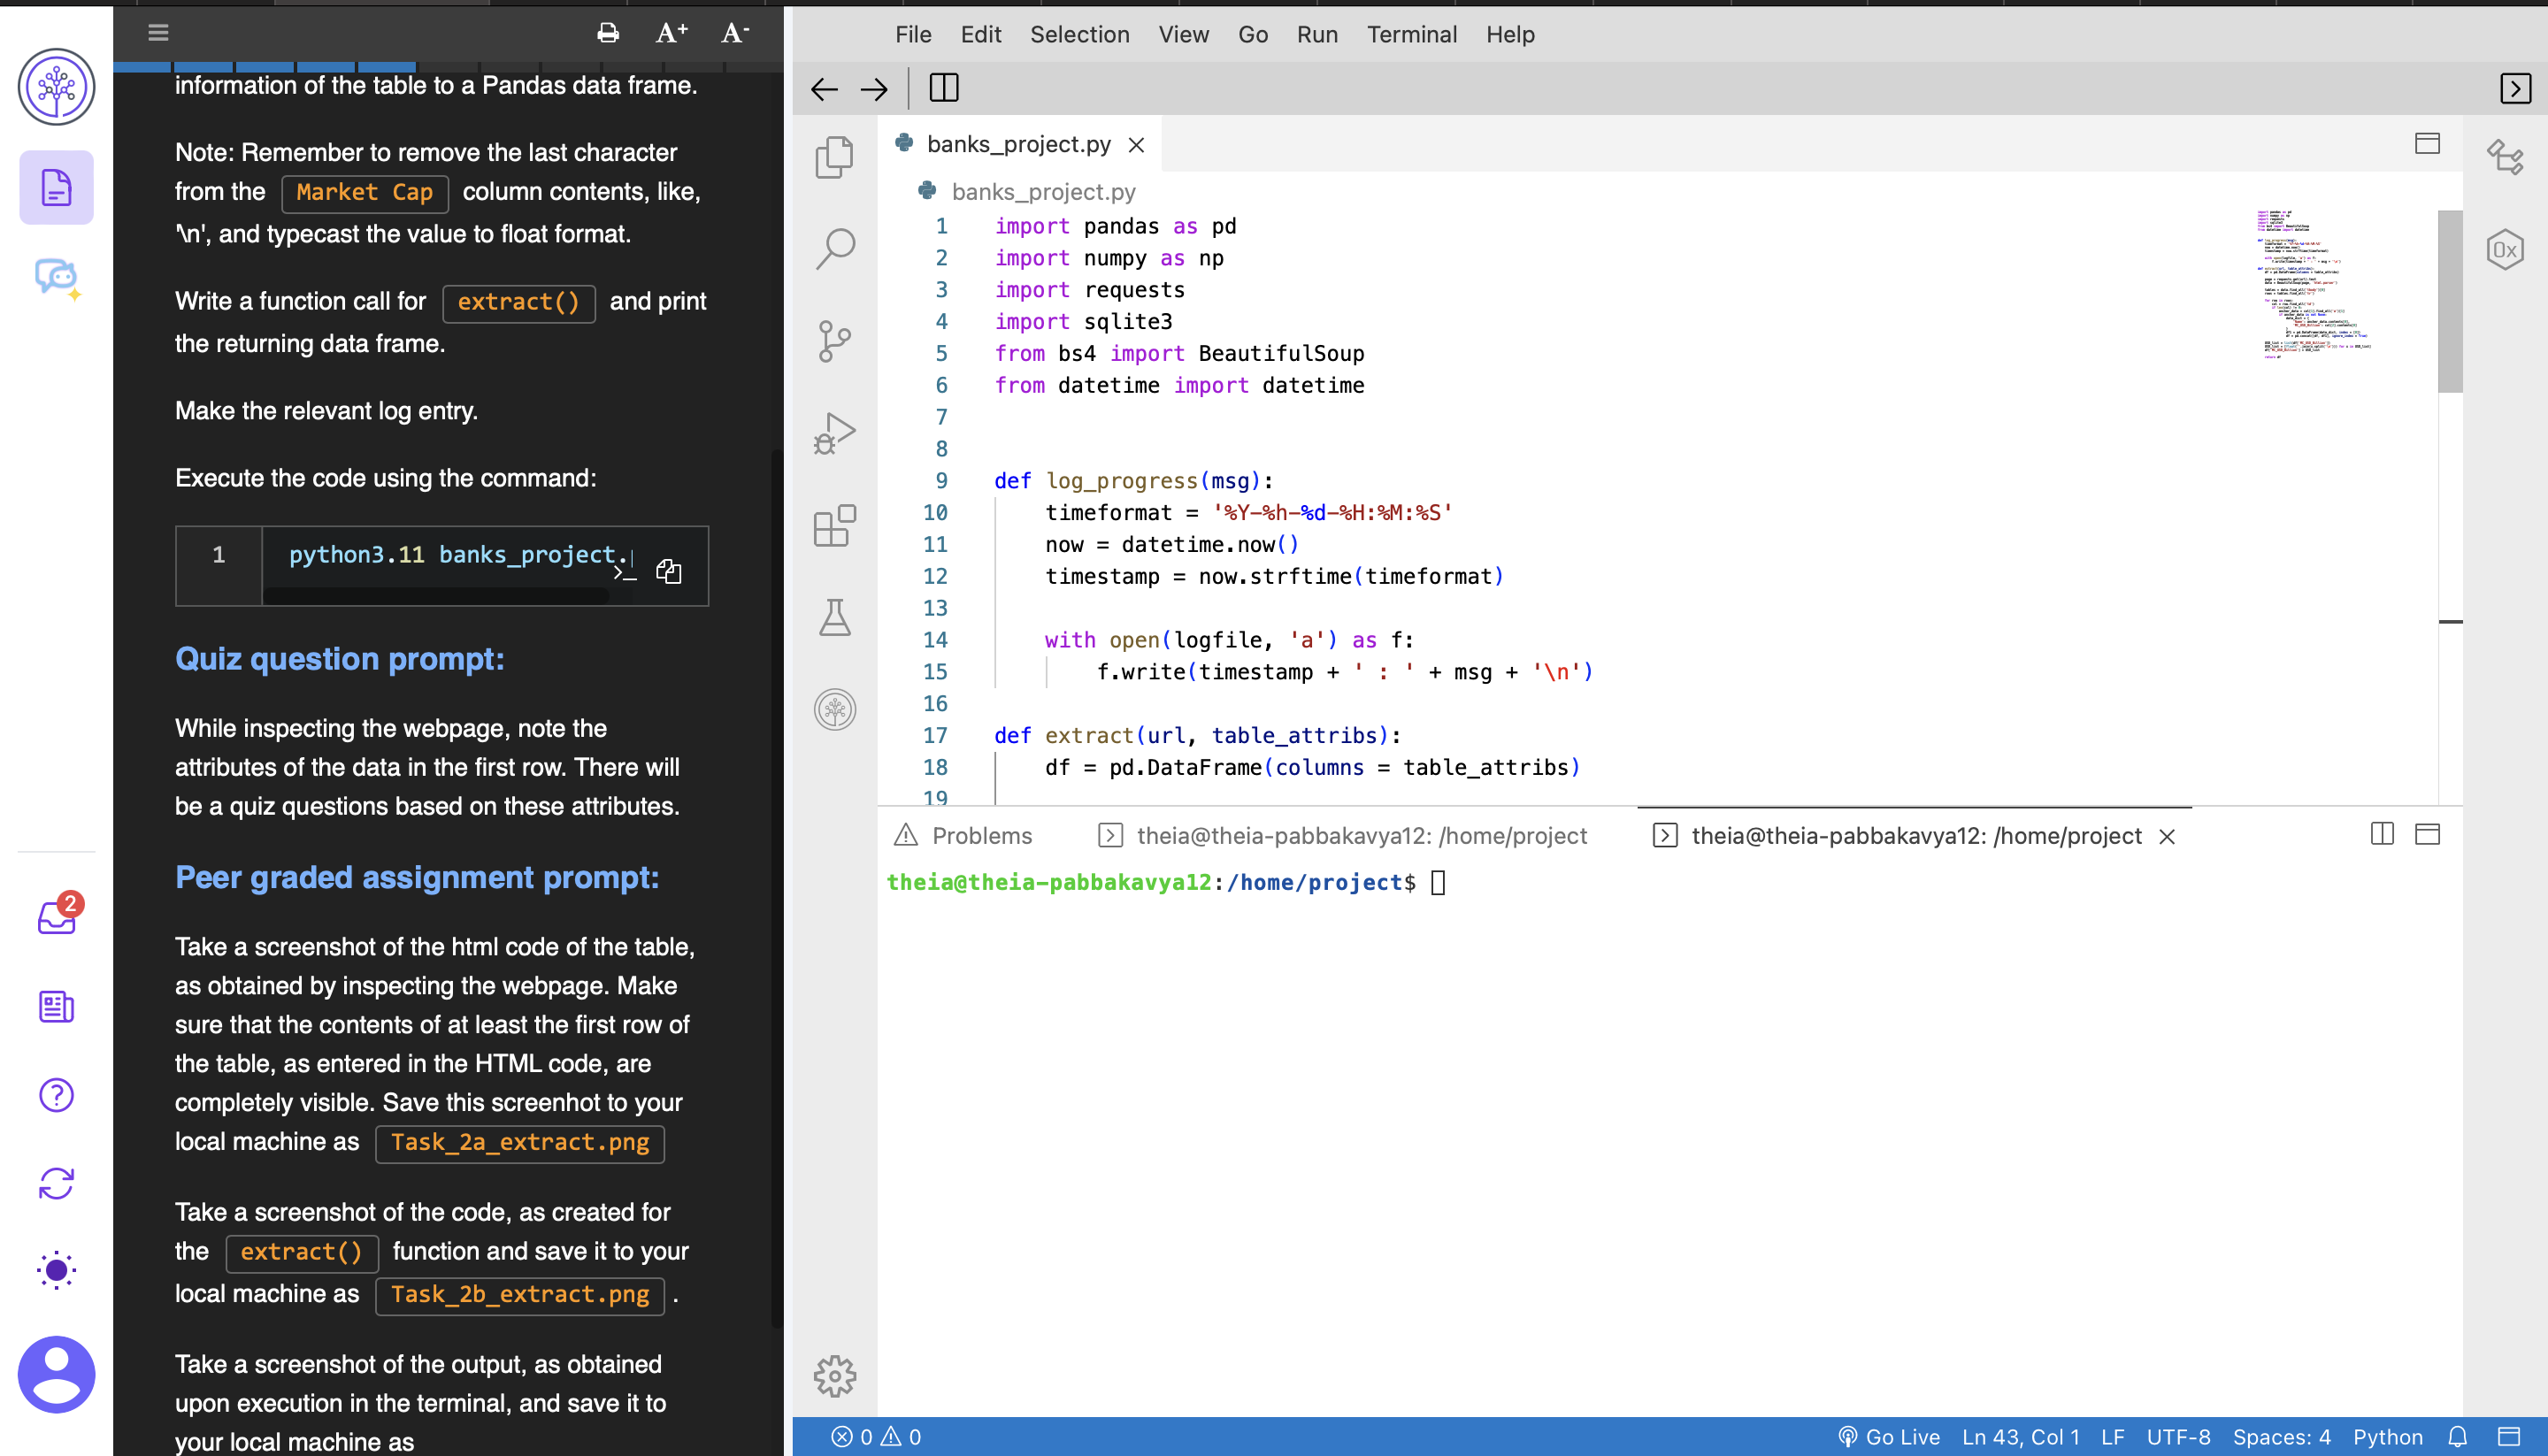 A+ A-
information of the table to a Pandas data frame.
Note: Remember to remove the last character
from the Market Cap column contents, like,
'\n', and typecast the value to float format.
Write a function call for extract() and print
the returning data frame.
Make the relevant log entry.
Execute the code using the command:
1 python3.11 banks_project.
Quiz question prompt:
While inspecting the webpage, note the
attributes of the data in the first row. There will
be a quiz questions based on these attributes.
Peer graded assignment prompt:
Take a screenshot of the html code of the table,
as obtained by inspecting the webpage. Make
sure that the contents of at least the first row of
the table, as entered in the HTML code, are
completely visible. Save this screenhot to your
local machine as Task_2a_extract.png
Take a screenshot of the code, as created for
the extract() function and save it to your
local machine as Task_2b_extract.png .
Take a screenshot of the output, as obtained
upon execution in the terminal, and save it to
your local machine as
2
File Edit Selection View Go Run Terminal Help
banks_project.py
banks_project.py
1 import pandas as pd
2 import numpy as np
3 import requests
4 import sqlite3
5 from bs4 import BeautifulSoup
6 from datetime import datetime
7
8
9 def log_progress(msg):
10 timeformat = '%Y-%h-%d-%H:%M:%S'
11 now = datetime.now()
12 timestamp = now.strftime(timeformat)
13
14 with open(logfile, 'a') as f:
15 f.write(timestamp + ' : ' + msg + '\n')
16
17 def extract(url, table_attribs):
18 df = pd.DataFrame(columns = table_attribs)
19
0x
Problems theia@theia-pabbakavya12: /home/project theia@theia-pabbakavya12: /home/project
theia@theia-pabbakavya12:/home/project$
0 0 Go Live Ln 43, Col 1 LF UTF-8 Spaces: 4 Python